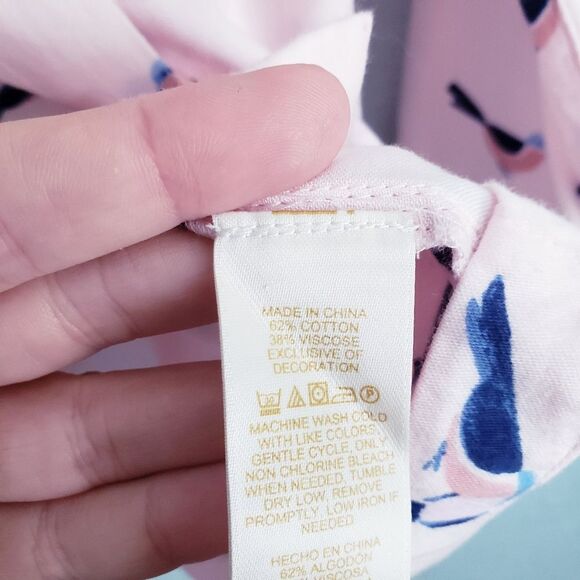 MADE IN CHINA
62% COTTON
38% VISCOSE
EXCLUSIVE OF
DECORATION
MACHINE WASH COLD
WITH LIKE COLORS,
GENTLE CYCLE, ONLY
NON CHLORINE BLEACH
WHEN NEEDED, TUMBLE
DRY LOW, REMOVE
PROMPTLY, LOW IRON IF
NEEDED
HECHO EN CHINA
62% ALGODÓN
VISCOSA